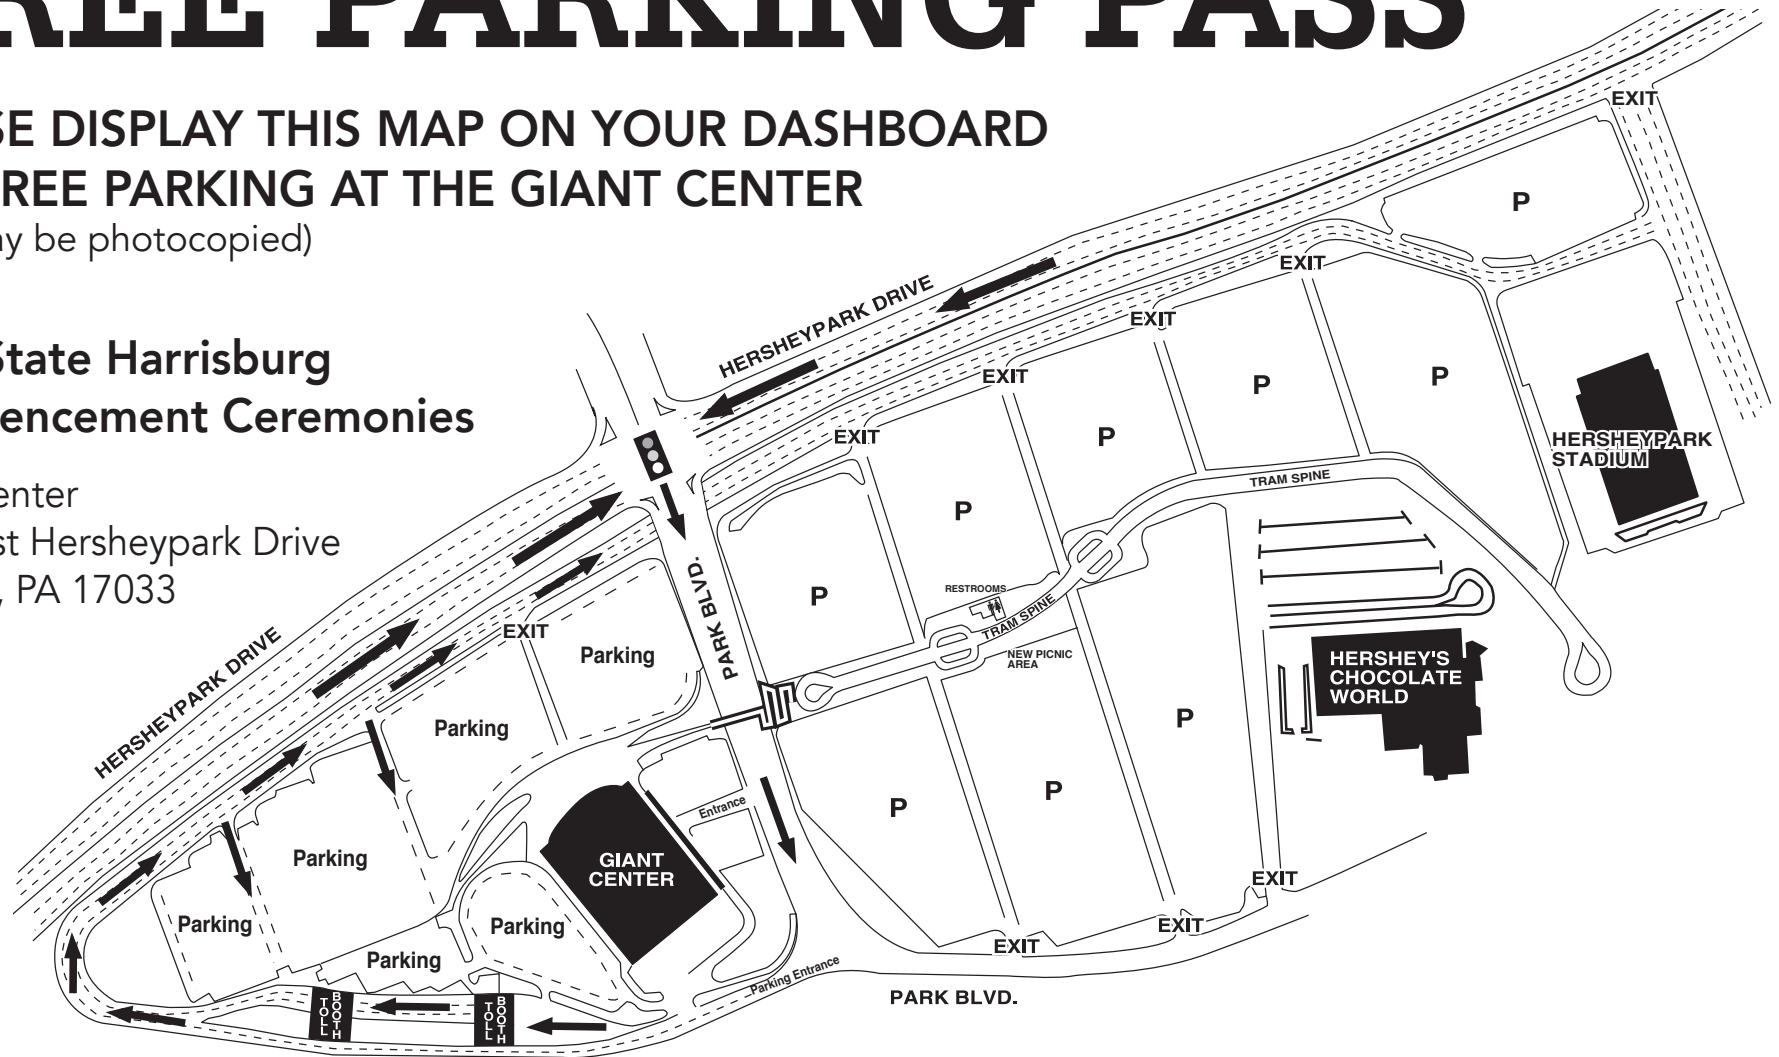 REE PARKING PASS
SE DISPLAY THIS MAP ON YOUR DASHBOARD
REE PARKING AT THE GIANT CENTER
ay be photocopied)
State Harrisburg
encement Ceremonies
enter
st Hersheypark Drive
, PA 17033
EXIT
P
HERSHEYPARK DRIVE
EXIT
EXIT
EXIT
EXIT
P
P
P
P
P
HERSHEYPARK
STADIUM
TRAM SPINE
PARK BLVD.
RESTROOMS
TRAM SPINE
NEW PICNIC
AREA
HERSHEY'S
CHOCOLATE
WORLD
HERSHEYPARK DRIVE
EXIT
Parking
Parking
P
P
P
Entrance
Parking
GIANT
CENTER
EXIT
Parking
Parking
EXIT
EXIT
Parking
Parking Entrance
PARK BLVD.
TOLL
BOOTH
TOLL
BOOTH